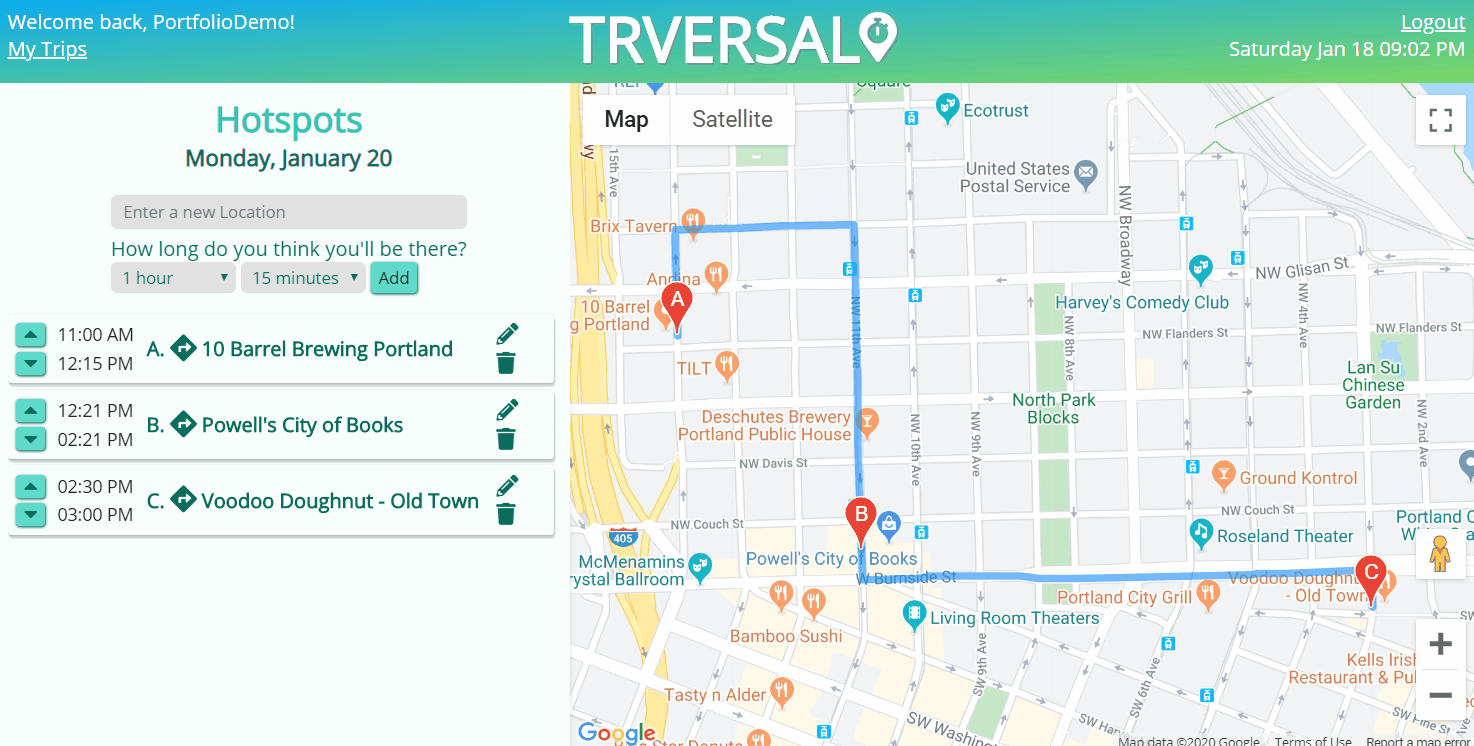 Welcome back, PortfolioDemo!
My Trips
TRVERSAL
Logout
Saturday Jan 18 09:02 PM
Hotspots
Monday, January 20
Enter a new Location
How long do you think you'll be there?
1 hour
15 minutes
Add
11:00 AM
12:15 PM
A. 10 Barrel Brewing Portland
12:21 PM
02:21 PM
B. Powell's City of Books
02:30 PM
03:00 PM
C. Voodoo Doughnut - Old Town
Map
Satellite
Square
15th Ave
Ecotrust
United States
Postal Service
NW Broadway
Brix Tavern
Andina
10 Barrel
g Portland
A
NW 11th Ave
NW Glisan St
Harvey's Comedy Club
NW 4th Ave
NW Flanders St
NW Flanders St
NW 8th Ave
TILT
Lan Su
Chinese
Garden
North Park
Blocks
Deschutes Brewery
Portland Public House
NW 10th Ave
NW 9th Ave
NW 2nd Ave
NW Davis St
Ground Kontrol
NW Couch St
NW Couch St
B
405
Powell's City of Books
Roseland Theater
Portland
McMenamins
rystal Ballroom
W Burnside St
Voodoo Doughnu
- Old Town
C
Portland City Grill
Living Room Theaters
Bamboo Sushi
SW 9th Ave
SW 6th Ave
Kells Irish
Restaurant & Pu
Tasty n Alder
SW Washing
SW Har
SW Pine St
Star Donuts
Google
Map data ©2020 Google
Terms of Use
Report a map error